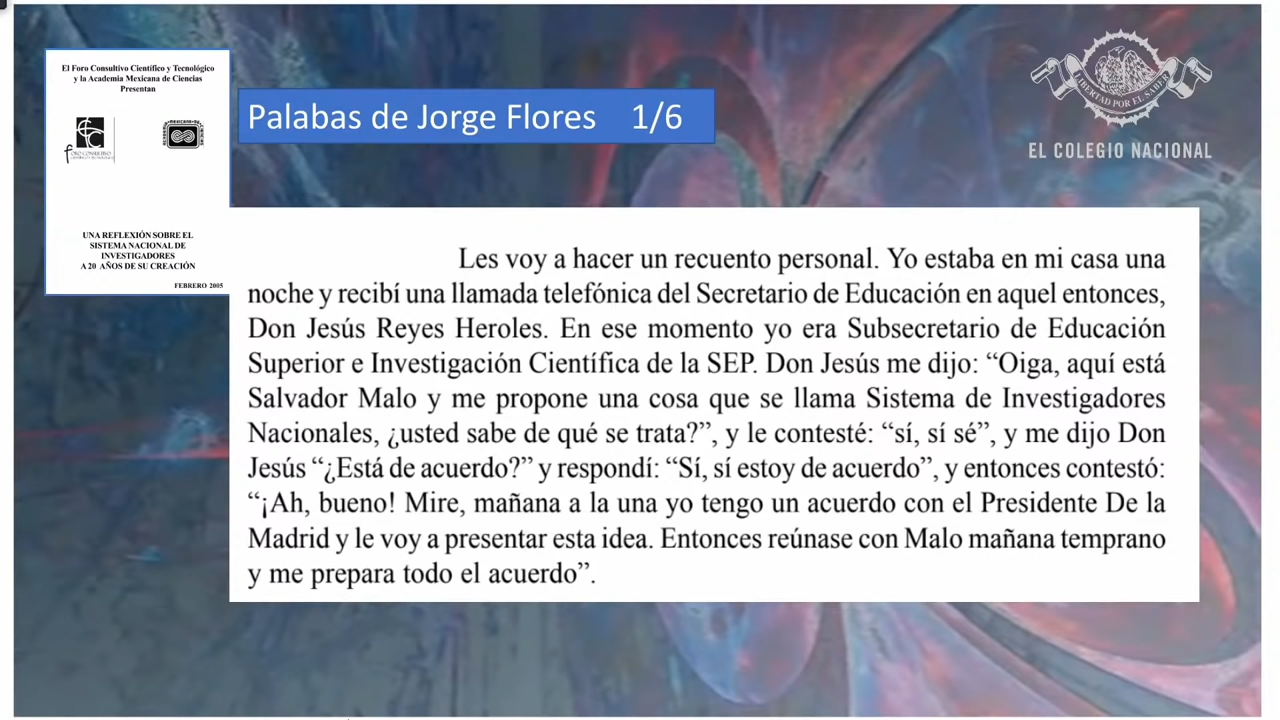 El Foro Consultivo Científico y Tecnológico
y la Academia Mexicana de Ciencias
Presentan
UNA REFLEXIÓN SOBRE EL
SISTEMA NACIONAL DE
INVESTIGADORES
A 20 AÑOS DE SU CREACIÓN
FEBRERO 2005
Palabas de Jorge Flores 1/6
LIBERTAD POR EL SABER
EL COLEGIO NACIONAL
Les voy a hacer un recuento personal. Yo estaba en mi casa una
noche y recibí una llamada telefónica del Secretario de Educación en aquel entonces,
Don Jesús Reyes Heroles. En ese momento yo era Subsecretario de Educación
Superior e Investigación Científica de la SEP. Don Jesús me dijo: “Oiga, aquí está
Salvador Malo y me propone una cosa que se llama Sistema de Investigadores
Nacionales, ¿usted sabe de qué se trata?”, y le contesté: “sí, sí sé”, y me dijo Don
Jesús “¿Está de acuerdo?” y respondí: “Sí, sí estoy de acuerdo”, y entonces contestó:
“¡Ah, bueno! Mire, mañana a la una yo tengo un acuerdo con el Presidente De la
Madrid y le voy a presentar esta idea. Entonces reúnase con Malo mañana temprano
y me prepara todo el acuerdo”.